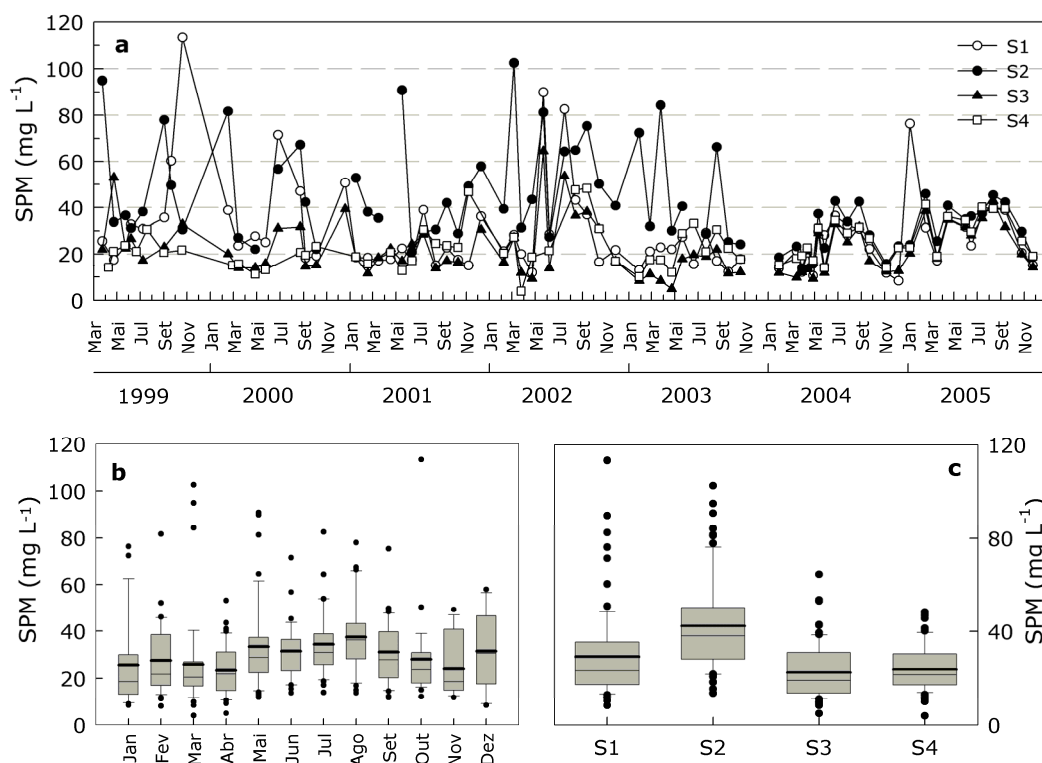 120
100
80
60
40
20
0
SPM (mg L-1)
a
S1
S2
S3
S4
Mar Mai Jul Set Nov Jan Mar Mai Jul Set Nov Jan Mar Mai Jul Set Nov Jan Mar Mai Jul Set Nov Jan Mar Mai Jul Set Nov Jan Mar Mai Jul Set Nov Jan Mar Mai Jul Set Nov
1999 2000 2001 2002 2003 2004 2005
120
100
80
60
40
20
0
SPM (mg L-1)
b
Jan Fev Mar Abr Mai Jun Jul Ago Set Out Nov Dez
c
120
80
40
0
SPM (mg L-1)
S1 S2 S3 S4